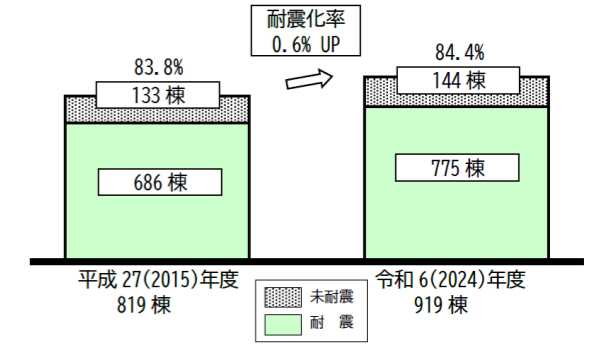 耐震化率
0.6% UP
83.8%
84.4%
133 棟
144 棟
686 棟
775 棟
平成 27(2015)年度
819 棟
令和 6(2024)年度
919 棟
未耐震
耐　震